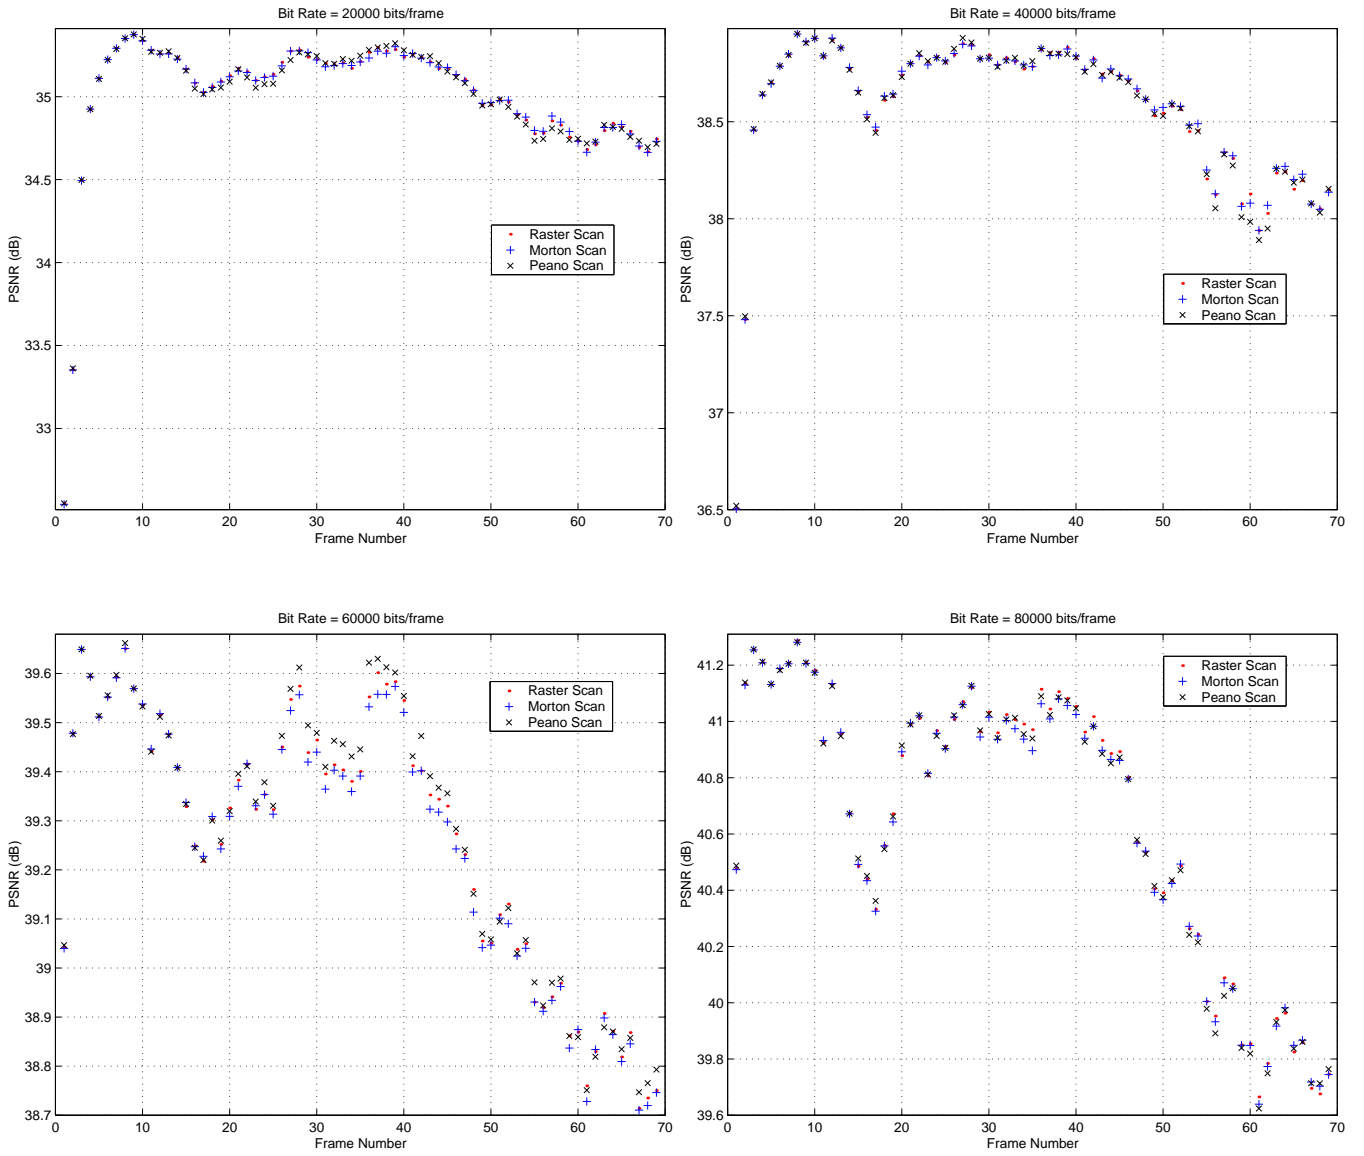 Bit Rate = 20000 bits/frame
35
34.5
34
33.5
33
PSNR (dB)
Raster Scan
Morton Scan
Peano Scan
0 10 20 30 40 50 60 70
Frame Number
Bit Rate = 40000 bits/frame
38.5
38
37.5
37
36.5
PSNR (dB)
Raster Scan
Morton Scan
Peano Scan
0 10 20 30 40 50 60 70
Frame Number
Bit Rate = 60000 bits/frame
39.6
39.5
39.4
39.3
39.2
39.1
39
38.9
38.8
38.7
PSNR (dB)
Raster Scan
Morton Scan
Peano Scan
0 10 20 30 40 50 60 70
Frame Number
Bit Rate = 80000 bits/frame
41.2
41
40.8
40.6
40.4
40.2
40
39.8
39.6
PSNR (dB)
Raster Scan
Morton Scan
Peano Scan
0 10 20 30 40 50 60 70
Frame Number